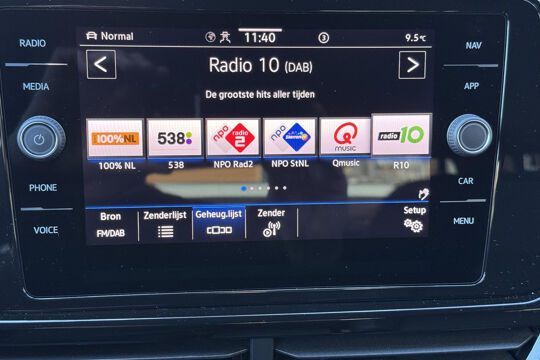 RADIO
MEDIA
PHONE
VOICE
NAV
APP
CAR
MENU
Normal
11:40
3
9.5°C
<
Radio 10 (DAB)
>
De grootste hits aller tijden
100%NL
538
npo radio 2
npo
Q MUSIC
radio 10
100% NL
538
NPO Rad2
NPO StNL
Qmusic
R10
Bron
FM/DAB
Zenderlijst
Geheug.lijst
Zender
Setup